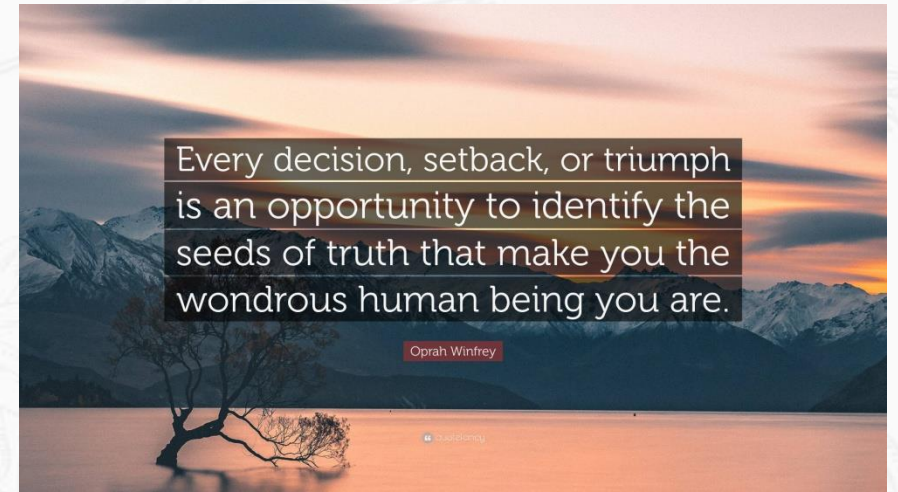 Every decision, setback, or triumph
is an opportunity to identify the
seeds of truth that make you the
wondrous human being you are.
Oprah Winfrey
quotefancy